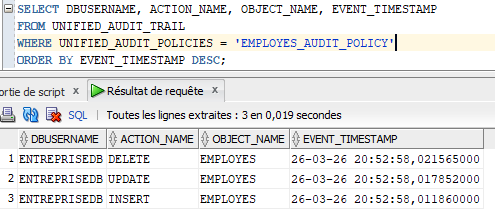 SELECT DBUSERNAME, ACTION_NAME, OBJECT_NAME, EVENT_TIMESTAMP
FROM UNIFIED_AUDIT_TRAIL
WHERE UNIFIED_AUDIT_POLICIES = 'EMPLOYES_AUDIT_POLICY'
ORDER BY EVENT_TIMESTAMP DESC;
ortie de script Résultat de requête
SQL Toutes les lignes extraites : 3 en 0,019 secondes
DBUSERNAME ACTION_NAME OBJECT_NAME EVENT_TIMESTAMP
1 ENTREPRISEDB DELETE EMPLOYES 26-03-26 20:52:58,021565000
2 ENTREPRISEDB UPDATE EMPLOYES 26-03-26 20:52:58,017852000
3 ENTREPRISEDB INSERT EMPLOYES 26-03-26 20:52:58,011860000